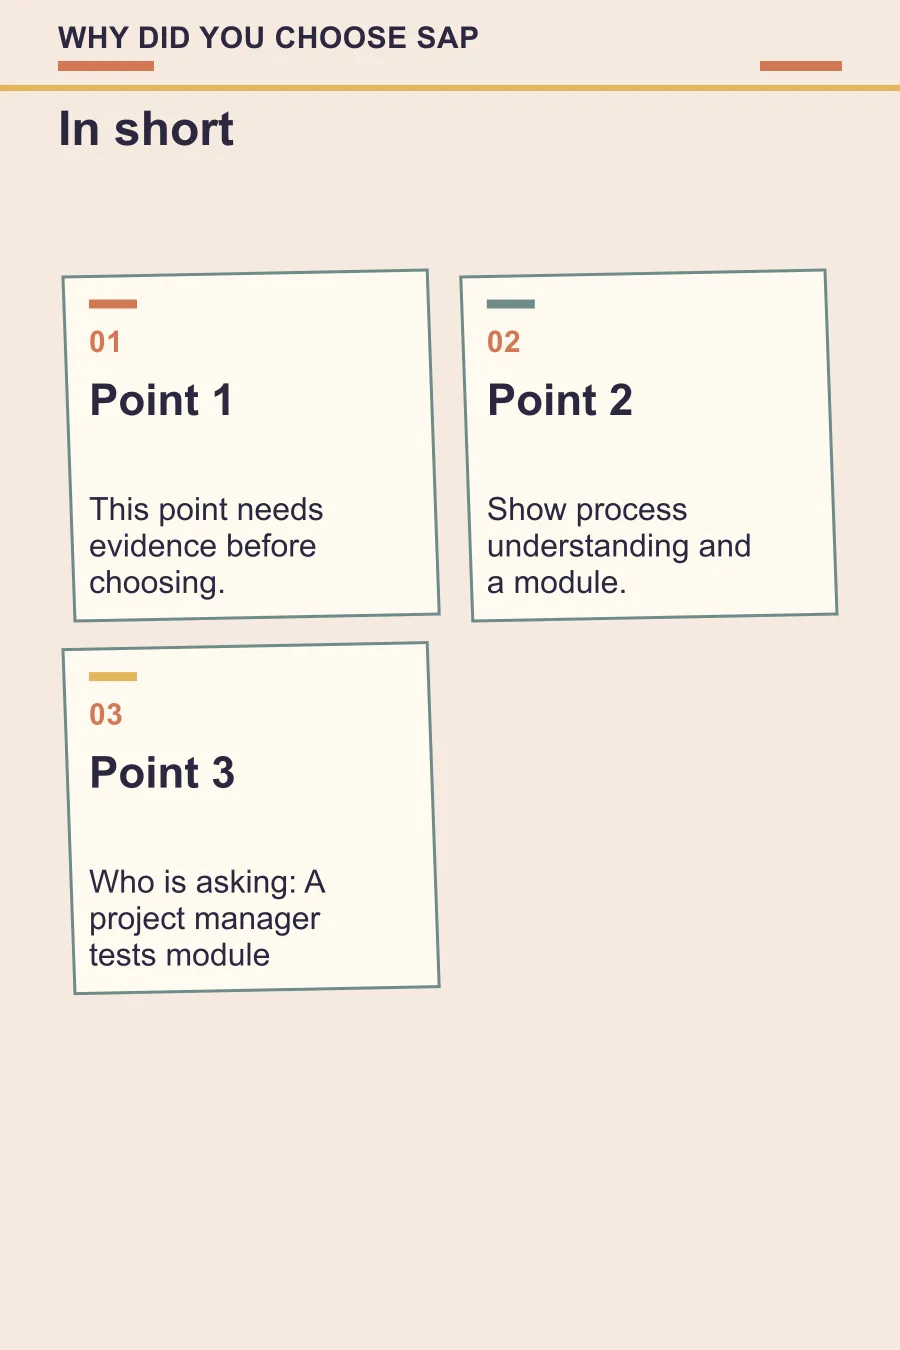 WHY DID YOU CHOOSE SAP
In short
01
Point 1
This point needs
evidence before
choosing.
02
Point 2
Show process
understanding and
a module.
03
Point 3
Who is asking: A
project manager
tests module